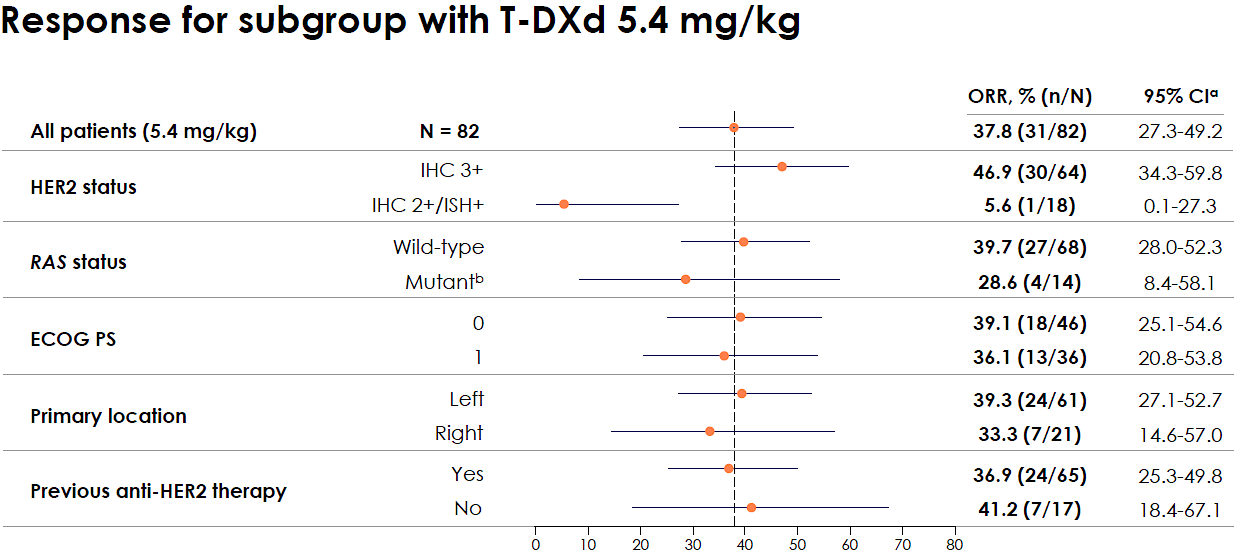 Response for subgroup with T-DXd 5.4 mg/kg
ORR, % (n/N) 95% CIᵃ
All patients (5.4 mg/kg) N = 82 37.8 (31/82) 27.3-49.2
HER2 status
IHC 3+ 46.9 (30/64) 34.3-59.8
IHC 2+/ISH+ 5.6 (1/18) 0.1-27.3
RAS status
Wild-type 39.7 (27/68) 28.0-52.3
Mutantᵇ 28.6 (4/14) 8.4-58.1
ECOG PS
0 39.1 (18/46) 25.1-54.6
1 36.1 (13/36) 20.8-53.8
Primary location
Left 39.3 (24/61) 27.1-52.7
Right 33.3 (7/21) 14.6-57.0
Previous anti-HER2 therapy
Yes 36.9 (24/65) 25.3-49.8
No 41.2 (7/17) 18.4-67.1
0 10 20 30 40 50 60 70 80